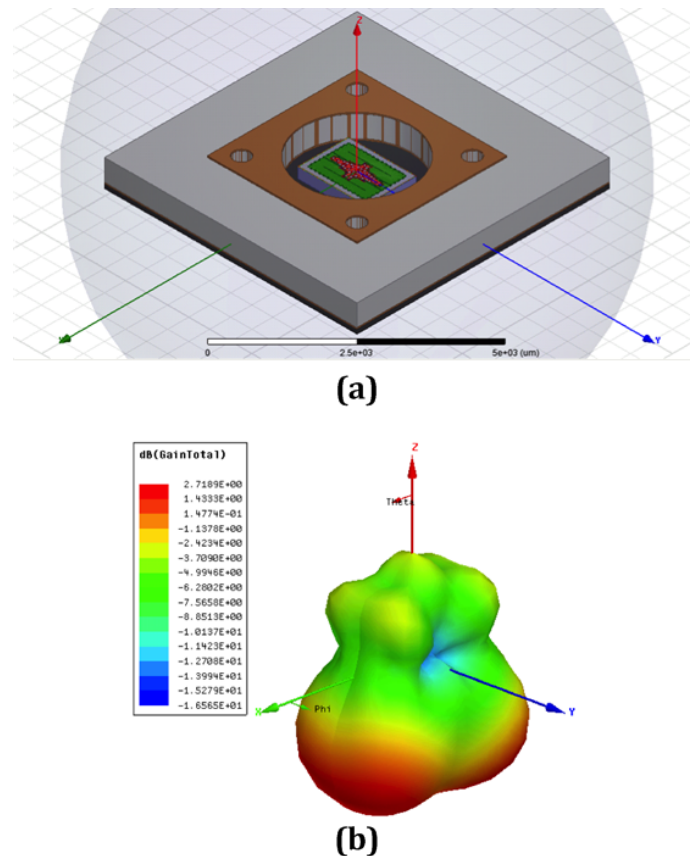 Z
X
Y
0
2.5e+03
5e+03 (um)
(a)
dB(GainTotal)
2.7189E+00
1.4333E+00
1.4774E-01
-1.1378E+00
-2.4234E+00
-3.7090E+00
-4.9946E+00
-6.2802E+00
-7.5658E+00
-8.8513E+00
-1.0137E+01
-1.1423E+01
-1.2708E+01
-1.3994E+01
-1.5279E+01
-1.6565E+01
Z
Theta
X
Phi
Y
(b)